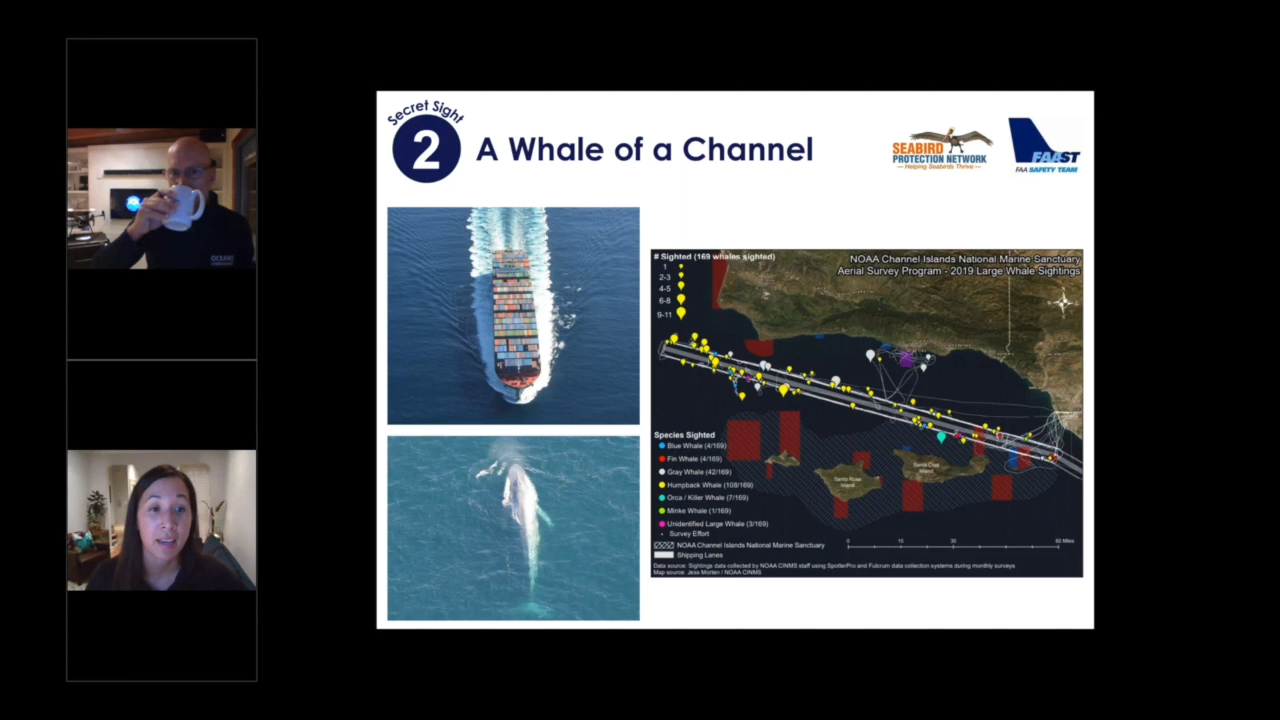 OCEANS
Secret Sight
2
A Whale of a Channel
SEABIRD
PROTECTION NETWORK
Helping Seabirds Thrive
FAAST
FAA SAFETY TEAM
# Sighted (169 whales sighted)
1
2-3
4-5
6-8
9-11
NOAA Channel Islands National Marine Sanctuary
Aerial Survey Program - 2019 Large Whale Sightings
Santa Rosa
Island
Santa Cruz
Island
Species Sighted
Blue Whale (4/169)
Fin Whale (4/169)
Gray Whale (42/169)
Humpback Whale (108/169)
Orca / Killer Whale (7/169)
Minke Whale (1/169)
Unidentified Large Whale (3/169)
Survey Effort
NOAA Channel Islands National Marine Sanctuary
Shipping Lanes
0 15 30 60 Miles
Data source: Sightings data collected by NOAA CINMS staff using SpotterPro and Fulcrum data collection systems during monthly surveys
Map source: Jess Morten / NOAA CINMS